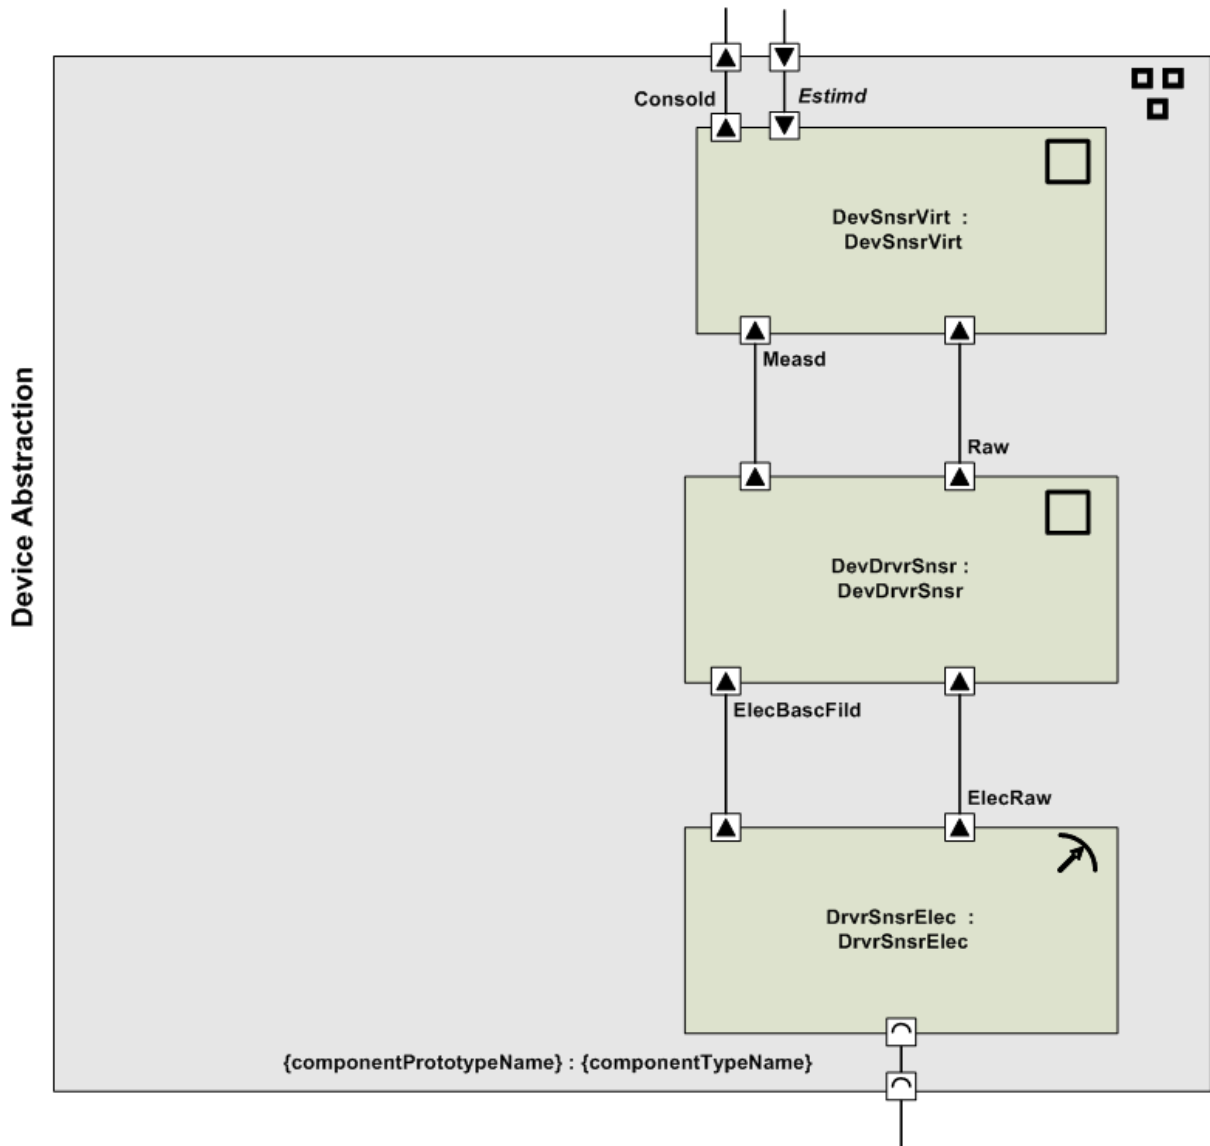 Consold
Estimd
DevSnsrVirt :
DevSnsrVirt
Measd
Raw
Device Abstraction
DevDrvrSnsr :
DevDrvrSnsr
ElecBascFild
ElecRaw
DrvrSnsrElec :
DrvrSnsrElec
{componentPrototypeName} : {componentTypeName}